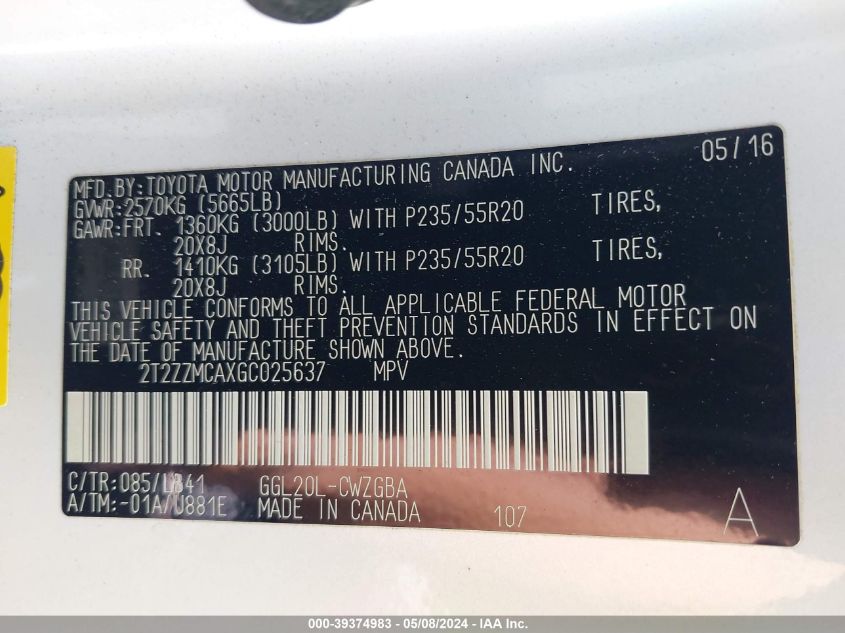 05/16
MFD. BY: TOYOTA MOTOR MANUFACTURING CANADA INC.
GVWR: 2570KG (5665LB)
GAWR: FRT. 1360KG (3000LB) WITH P235/55R20 TIRES,
20X8J RIMS.
RR. 1410KG (3105LB) WITH P235/55R20 TIRES,
20X8J RIMS.
THIS VEHICLE CONFORMS TO ALL APPLICABLE FEDERAL MOTOR
VEHICLE SAFETY AND THEFT PREVENTION STANDARDS IN EFFECT ON
THE DATE OF MANUFACTURE SHOWN ABOVE.
2T2ZZMCAXGC025637 MPV
C/TR: 085/LB41 GGL20L-CWZGBA
A/TM: -01A/U881E MADE IN CANADA 107 A
000-39374983 - 05/08/2024 - IAA Inc.